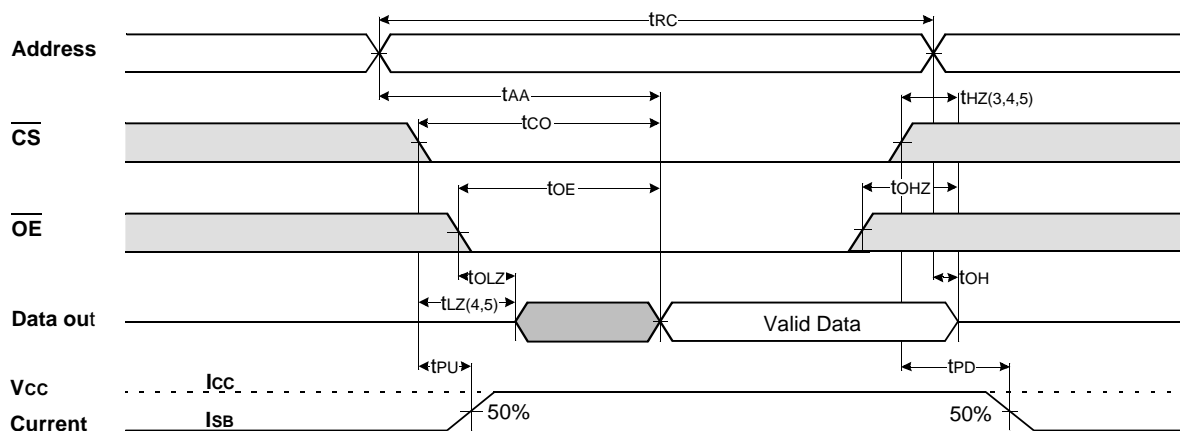 tRC
Address
tAA
tHZ(3,4,5)
CS
tCO
tOE
tOHZ
OE
tOLZ
tOH
tLZ(4,5)
Data out
Valid Data
tPU
tPD
VCC
ICC
50%
50%
Current
ISB